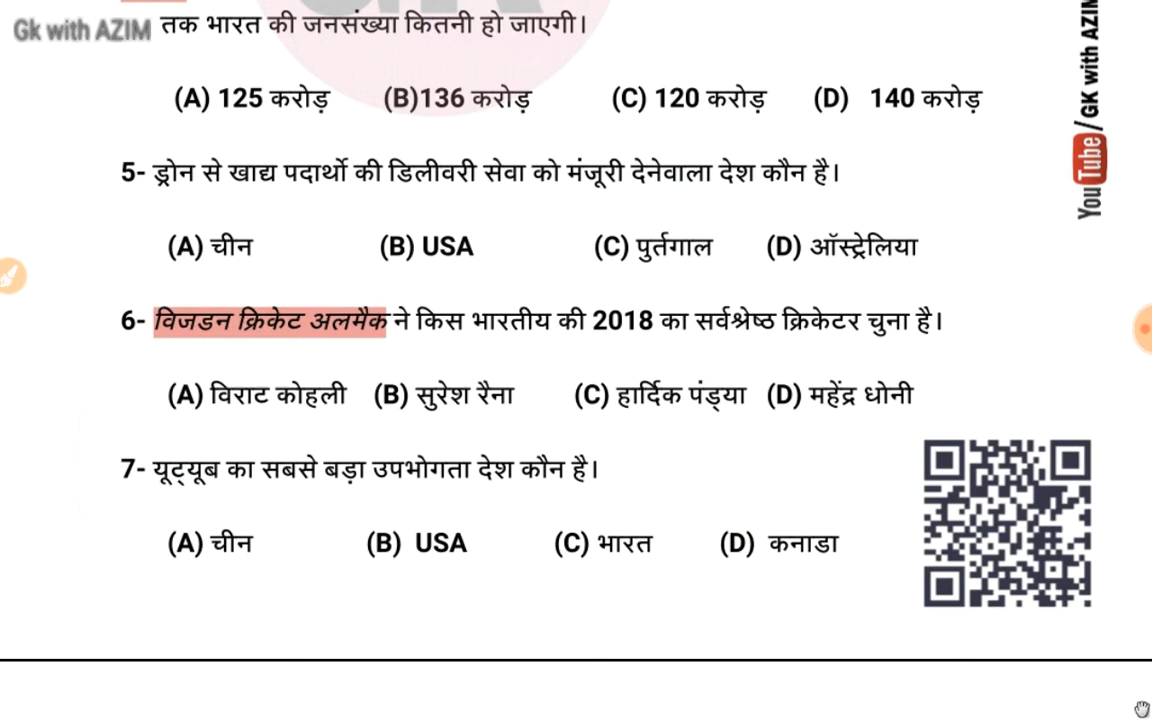 Gk with AZIM तक भारत की जनसंख्या कितनी हो जाएगी।
(A) 125 करोड़ (B)136 करोड़ (C) 120 करोड़ (D) 140 करोड़
5- ड्रोन से खाद्य पदार्थो की डिलीवरी सेवा को मंजूरी देनेवाला देश कौन है।
(A) चीन (B) USA (C) पुर्तगाल (D) ऑस्ट्रेलिया
6- विजडन क्रिकेट अलमैक ने किस भारतीय की 2018 का सर्वश्रेष्ठ क्रिकेटर चुना है।
(A) विराट कोहली (B) सुरेश रैना (C) हार्दिक पंड्या (D) महेंद्र धोनी
7- यूट्यूब का सबसे बड़ा उपभोगता देश कौन है।
(A) चीन (B) USA (C) भारत (D) कनाडा
YouTube/GK with AZIM